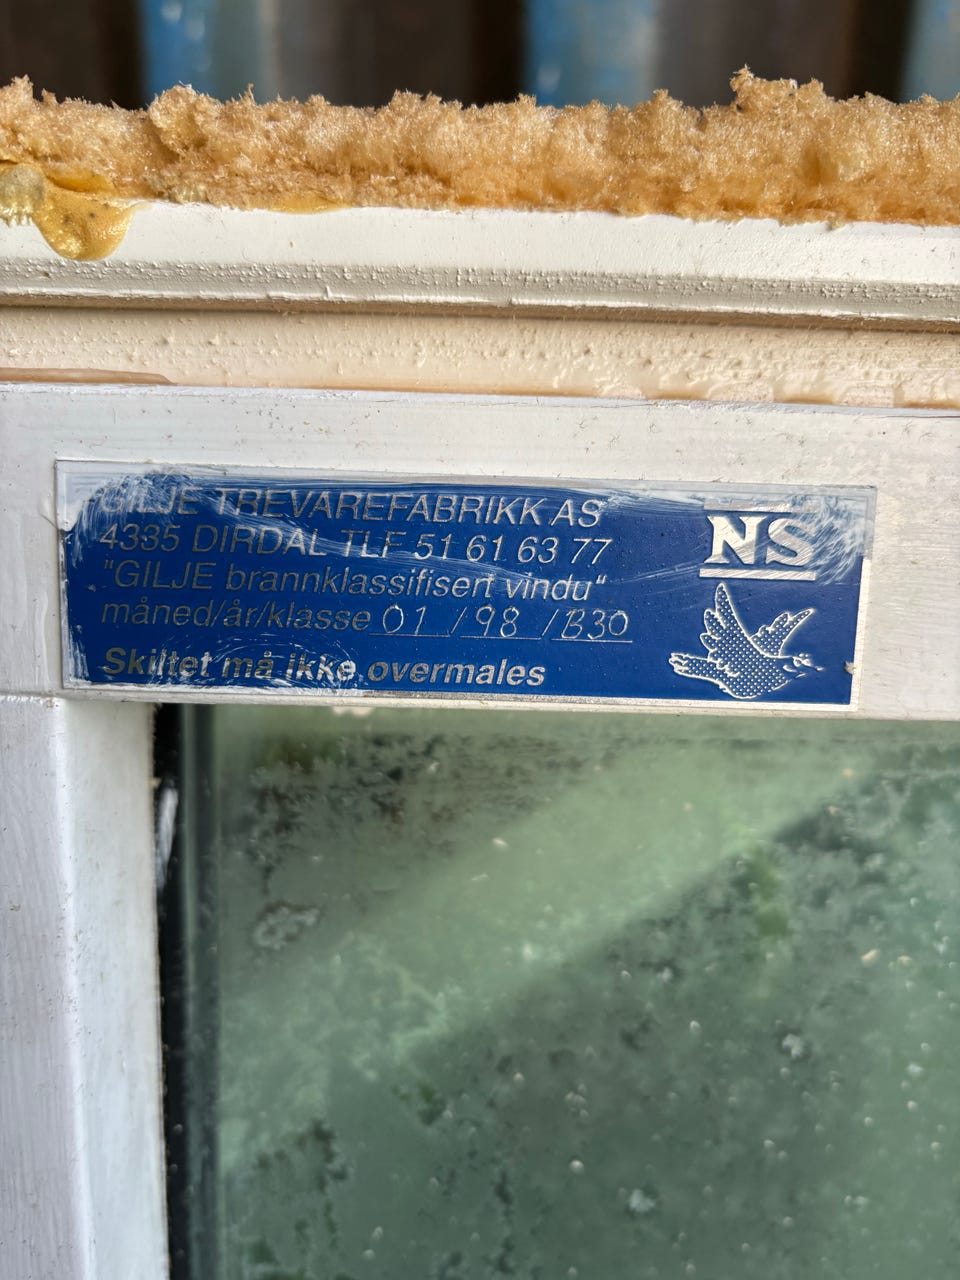 GILJE TREVAREFABRIKK AS
4335 DIRDAL TLF 51 61 63 77
"GILJE brannklassifisert vindu"
måned/år/klasse 01 / 98 / B30
Skiltet må ikke overmales
NS